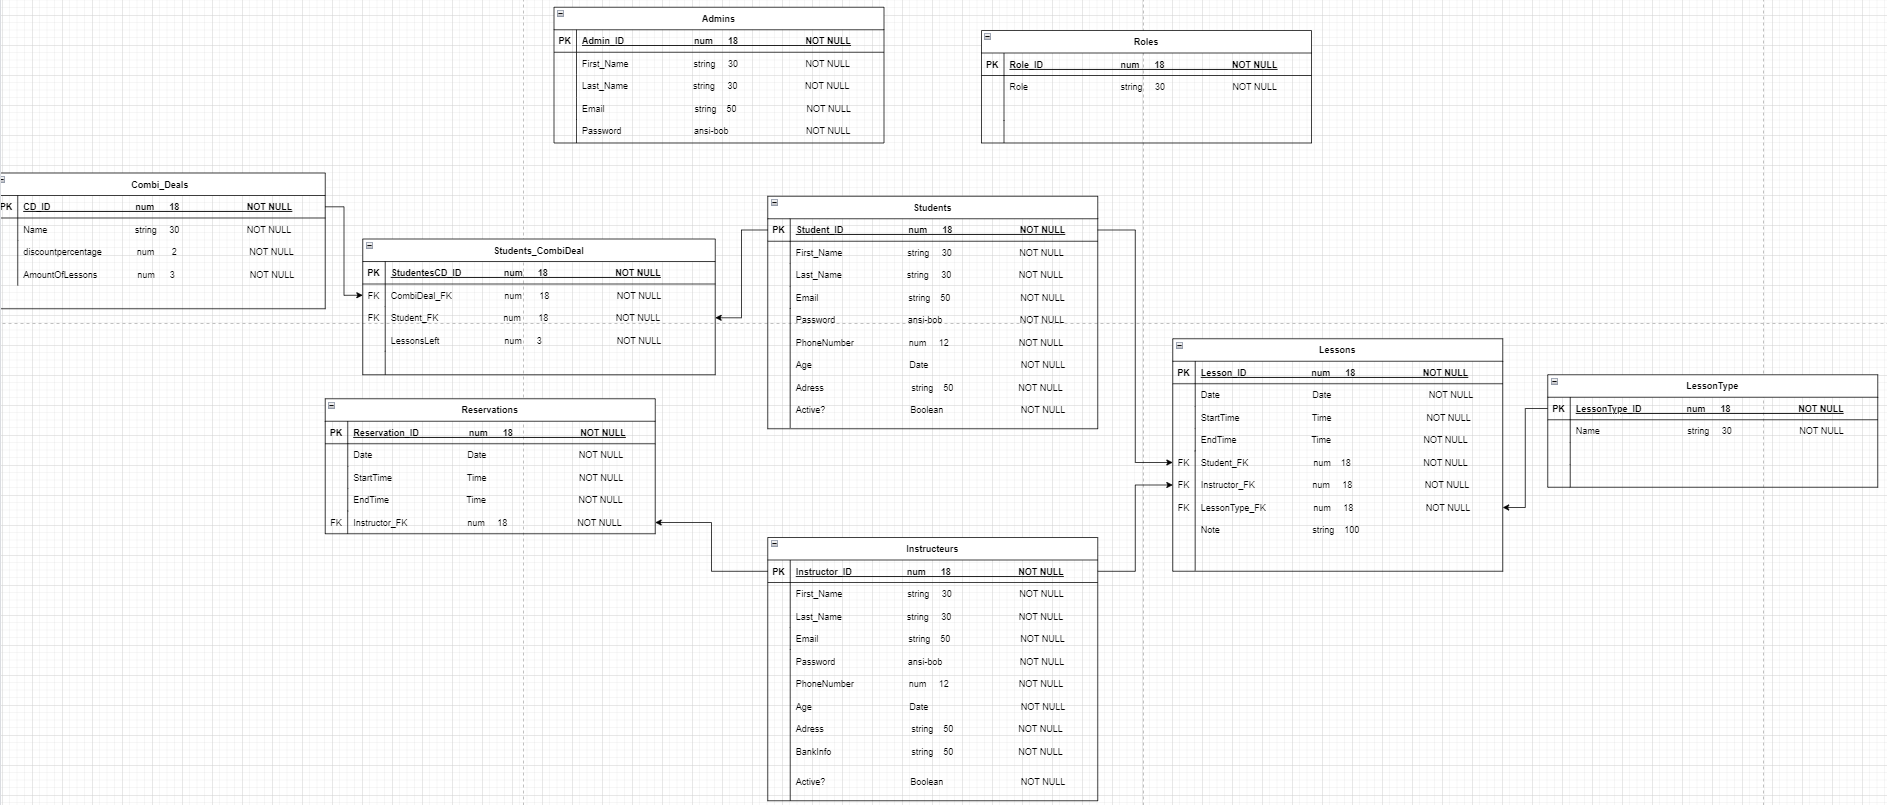 Admins
PK Admin_ID num 18 NOT NULL
First_Name string 30 NOT NULL
Last_Name string 30 NOT NULL
Email string 50 NOT NULL
Password ansi-bob NOT NULL
Roles
PK Role_ID num 18 NOT NULL
Role string 30 NOT NULL
Combi_Deals
PK CD_ID num 18 NOT NULL
Name string 30 NOT NULL
discountpercentage num 2 NOT NULL
AmountOfLessons num 3 NOT NULL
Students_CombiDeal
PK StudentesCD_ID num 18 NOT NULL
FK CombiDeal_FK num 18 NOT NULL
FK Student_FK num 18 NOT NULL
LessonsLeft num 3 NOT NULL
Students
PK Student_ID num 18 NOT NULL
First_Name string 30 NOT NULL
Last_Name string 30 NOT NULL
Email string 50 NOT NULL
Password ansi-bob NOT NULL
PhoneNumber num 12 NOT NULL
Age Date NOT NULL
Adress string 50 NOT NULL
Active? Boolean NOT NULL
Lessons
PK Lesson_ID num 18 NOT NULL
Date Date NOT NULL
StartTime Time NOT NULL
EndTime Time NOT NULL
FK Student_FK num 18 NOT NULL
FK Instructor_FK num 18 NOT NULL
FK LessonType_FK num 18 NOT NULL
Note string 100
LessonType
PK LessonType_ID num 18 NOT NULL
Name string 30 NOT NULL
Reservations
PK Reservation_ID num 18 NOT NULL
Date Date NOT NULL
StartTime Time NOT NULL
EndTime Time NOT NULL
FK Instructor_FK num 18 NOT NULL
Instructeurs
PK Instructor_ID num 18 NOT NULL
First_Name string 30 NOT NULL
Last_Name string 30 NOT NULL
Email string 50 NOT NULL
Password ansi-bob NOT NULL
PhoneNumber num 12 NOT NULL
Age Date NOT NULL
Adress string 50 NOT NULL
BankInfo string 50 NOT NULL
Active? Boolean NOT NULL